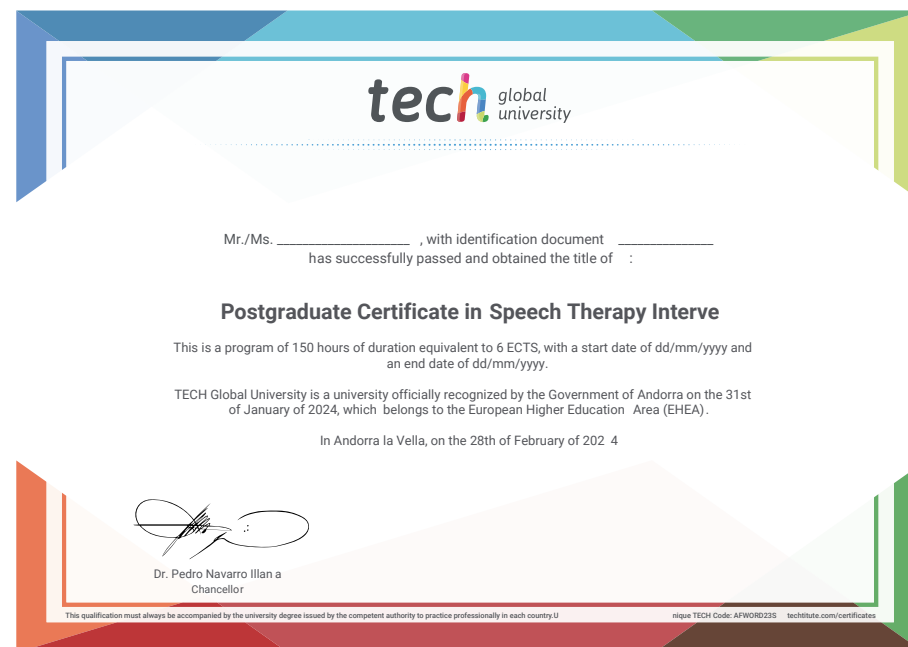 tech global university
Mr./Ms. _____________________ , with identification document _______________
has successfully passed and obtained the title of :
Postgraduate Certificate in Speech Therapy Interve
This is a program of 150 hours of duration equivalent to 6 ECTS, with a start date of dd/mm/yyyy and
an end date of dd/mm/yyyy.
TECH Global University is a university officially recognized by the Government of Andorra on the 31st
of January of 2024, which belongs to the European Higher Education Area (EHEA).
In Andorra la Vella, on the 28th of February of 202 4
Dr. Pedro Navarro Illan a
Chancellor
This qualification must always be accompanied by the university degree issued by the competent authority to practice professionally in each country.U nique TECH Code: AFWORD23S techtitute.com/certificates